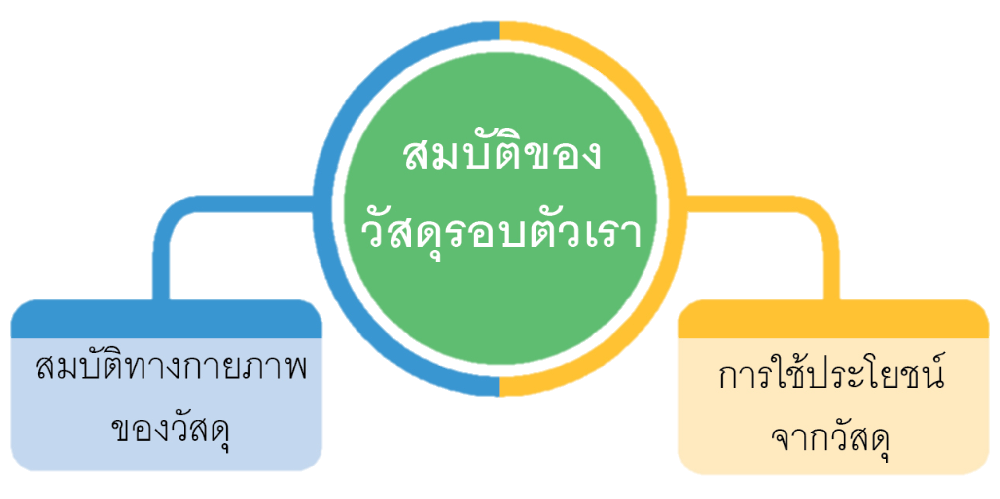 สมบัติของ
วัสดุรอบตัวเรา
สมบัติทางกายภาพ
ของวัสดุ
การใช้ประโยชน์
จากวัสดุ